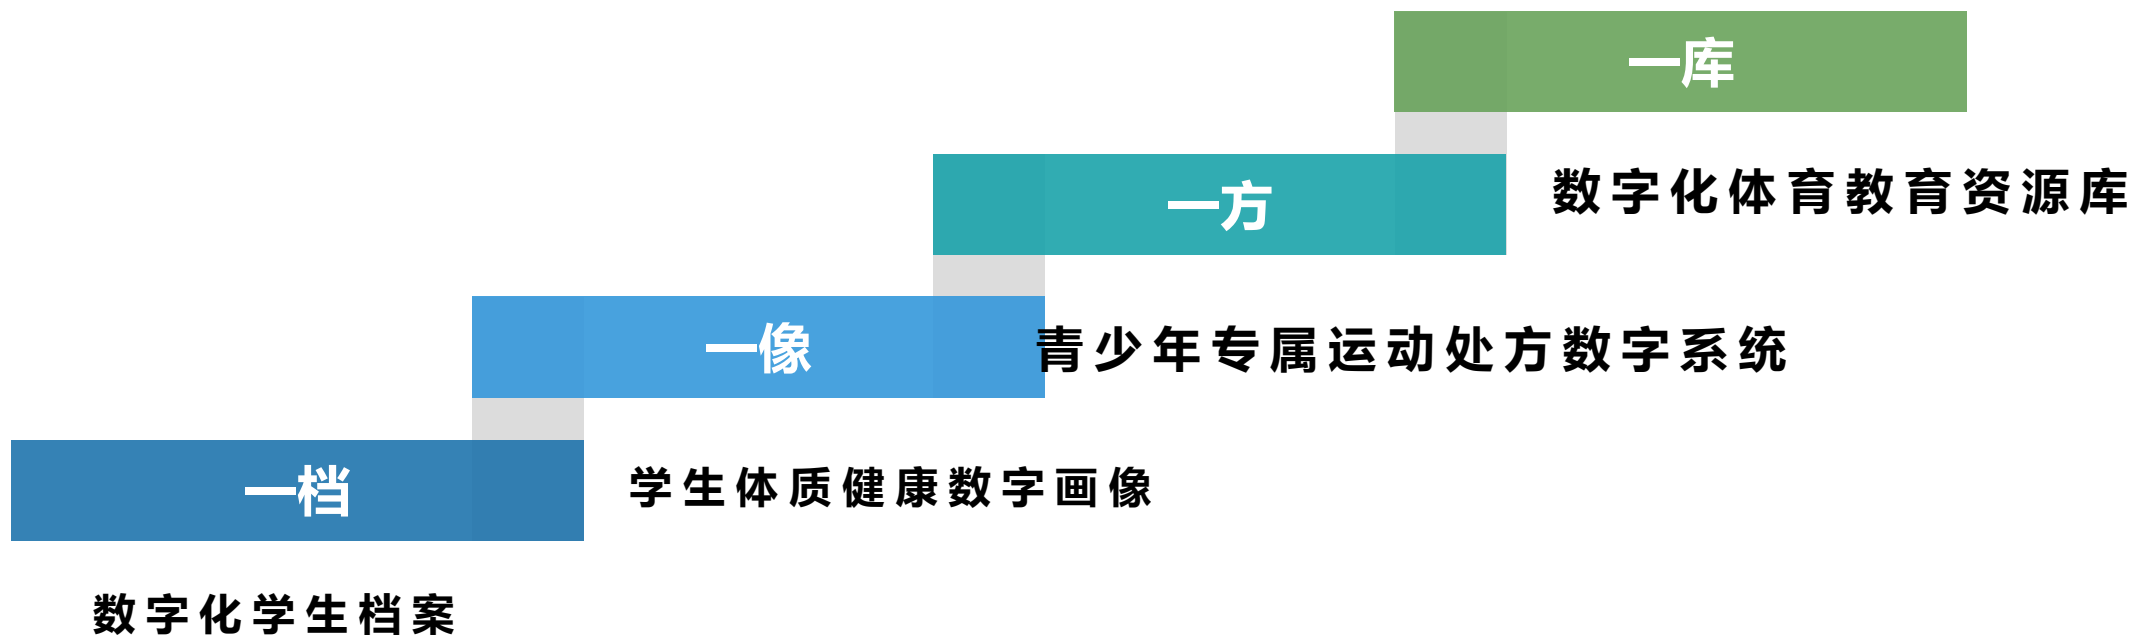 一库
数字化体育教育资源库
一方
青少年专属运动处方数字系统
一像
学生体质健康数字画像
一档
数字化学生档案